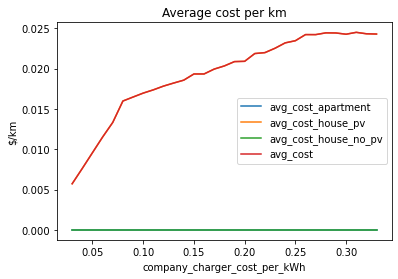 Average cost per km
0.025
0.020
0.015
0.010
0.005
0.000
$/km
avg_cost_apartment
avg_cost_house_pv
avg_cost_house_no_pv
avg_cost
0.05 0.10 0.15 0.20 0.25 0.30
company_charger_cost_per_kWh